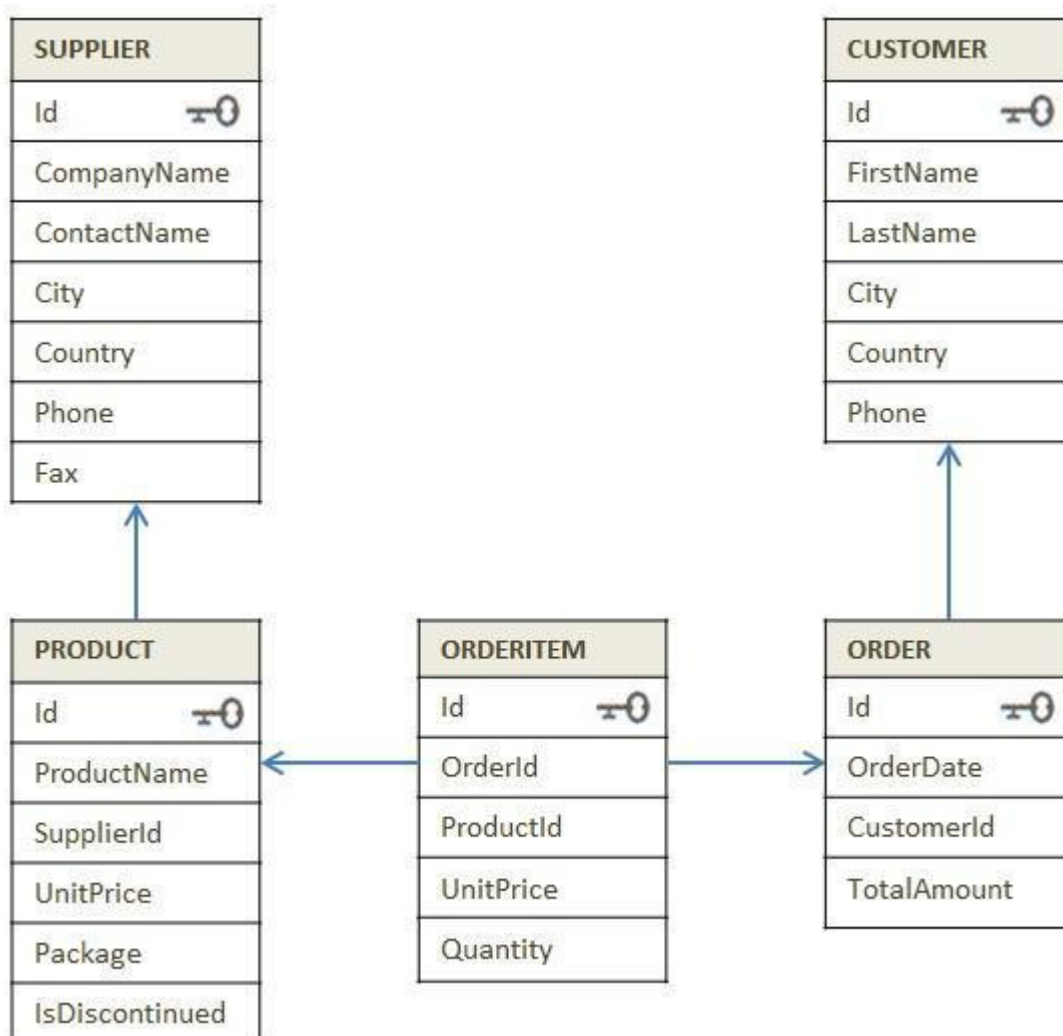 SUPPLIER
Id
CompanyName
ContactName
City
Country
Phone
Fax
CUSTOMER
Id
FirstName
LastName
City
Country
Phone
PRODUCT
Id
ProductName
SupplierId
UnitPrice
Package
IsDiscontinued
ORDERITEM
Id
OrderId
ProductId
UnitPrice
Quantity
ORDER
Id
OrderDate
CustomerId
TotalAmount